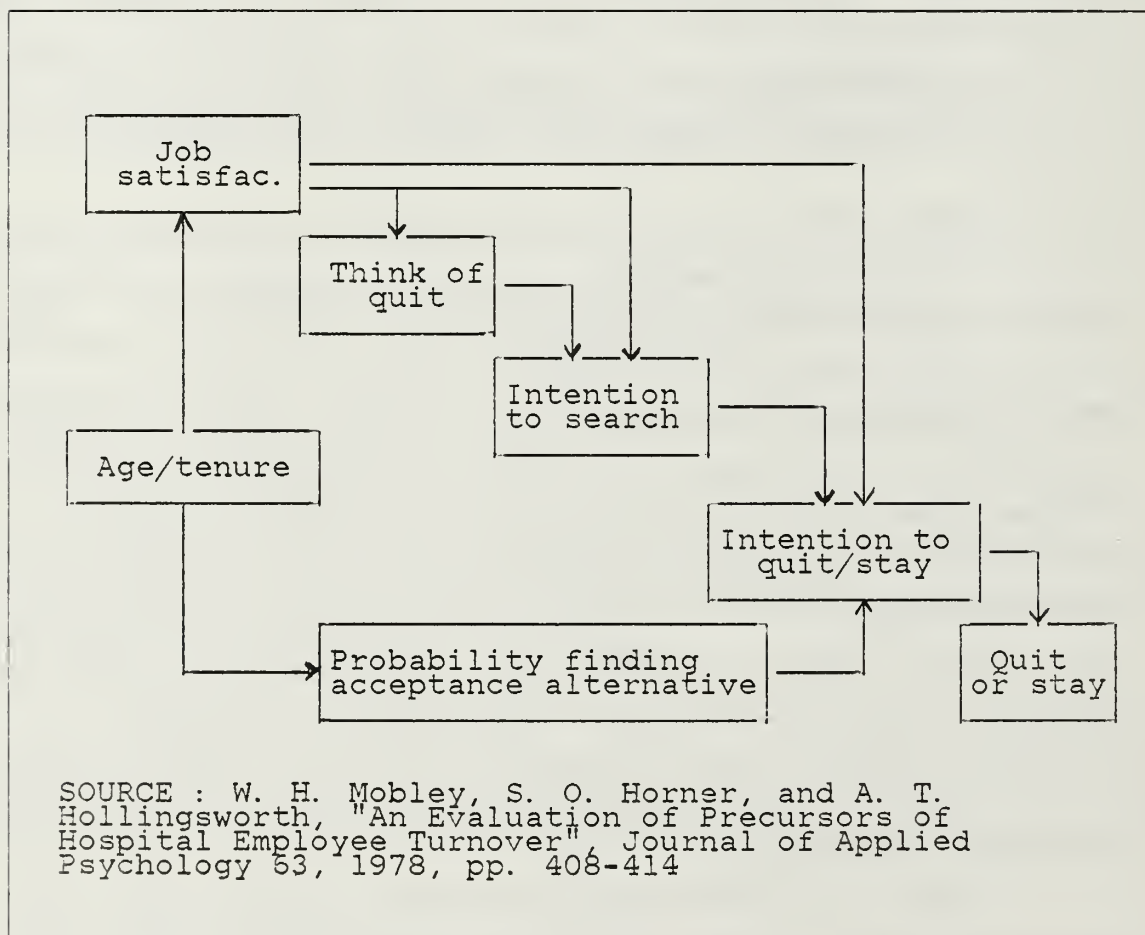 Job
satisfac.
Think of
quit
Intention
to search
Age/tenure
Intention to
quit/stay
Probability finding
acceptance alternative
Quit
or stay
SOURCE : W. H. Mobley, S. O. Horner, and A. T.
Hollingsworth, "An Evaluation of Precursors of
Hospital Employee Turnover", Journal of Applied
Psychology 63, 1978, pp. 408-414